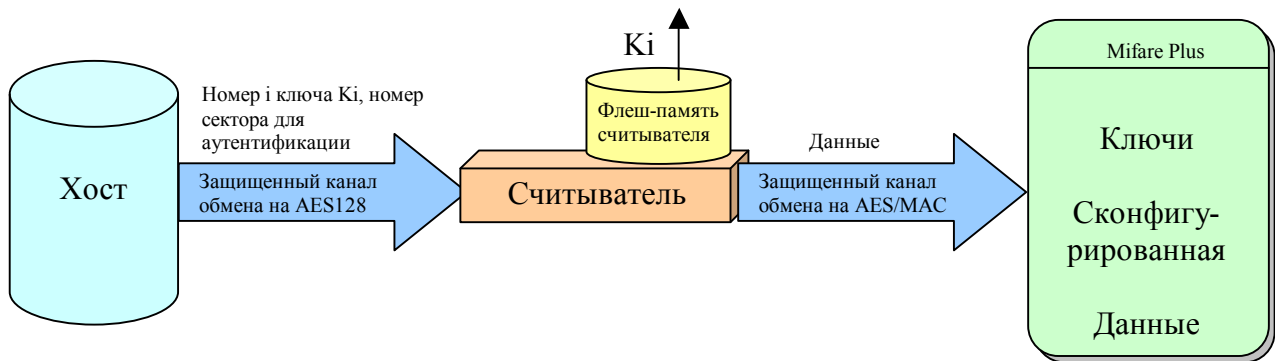 Хост
Номер i ключа Ki, номер
сектора для
аутентификации
Защищенный канал
обмена на AES128
Ki
Флеш-память
считывателя
Считыватель
Данные
Защищенный канал
обмена на AES/MAC
Mifare Plus
Ключи
Сконфигу-
рированная
Данные